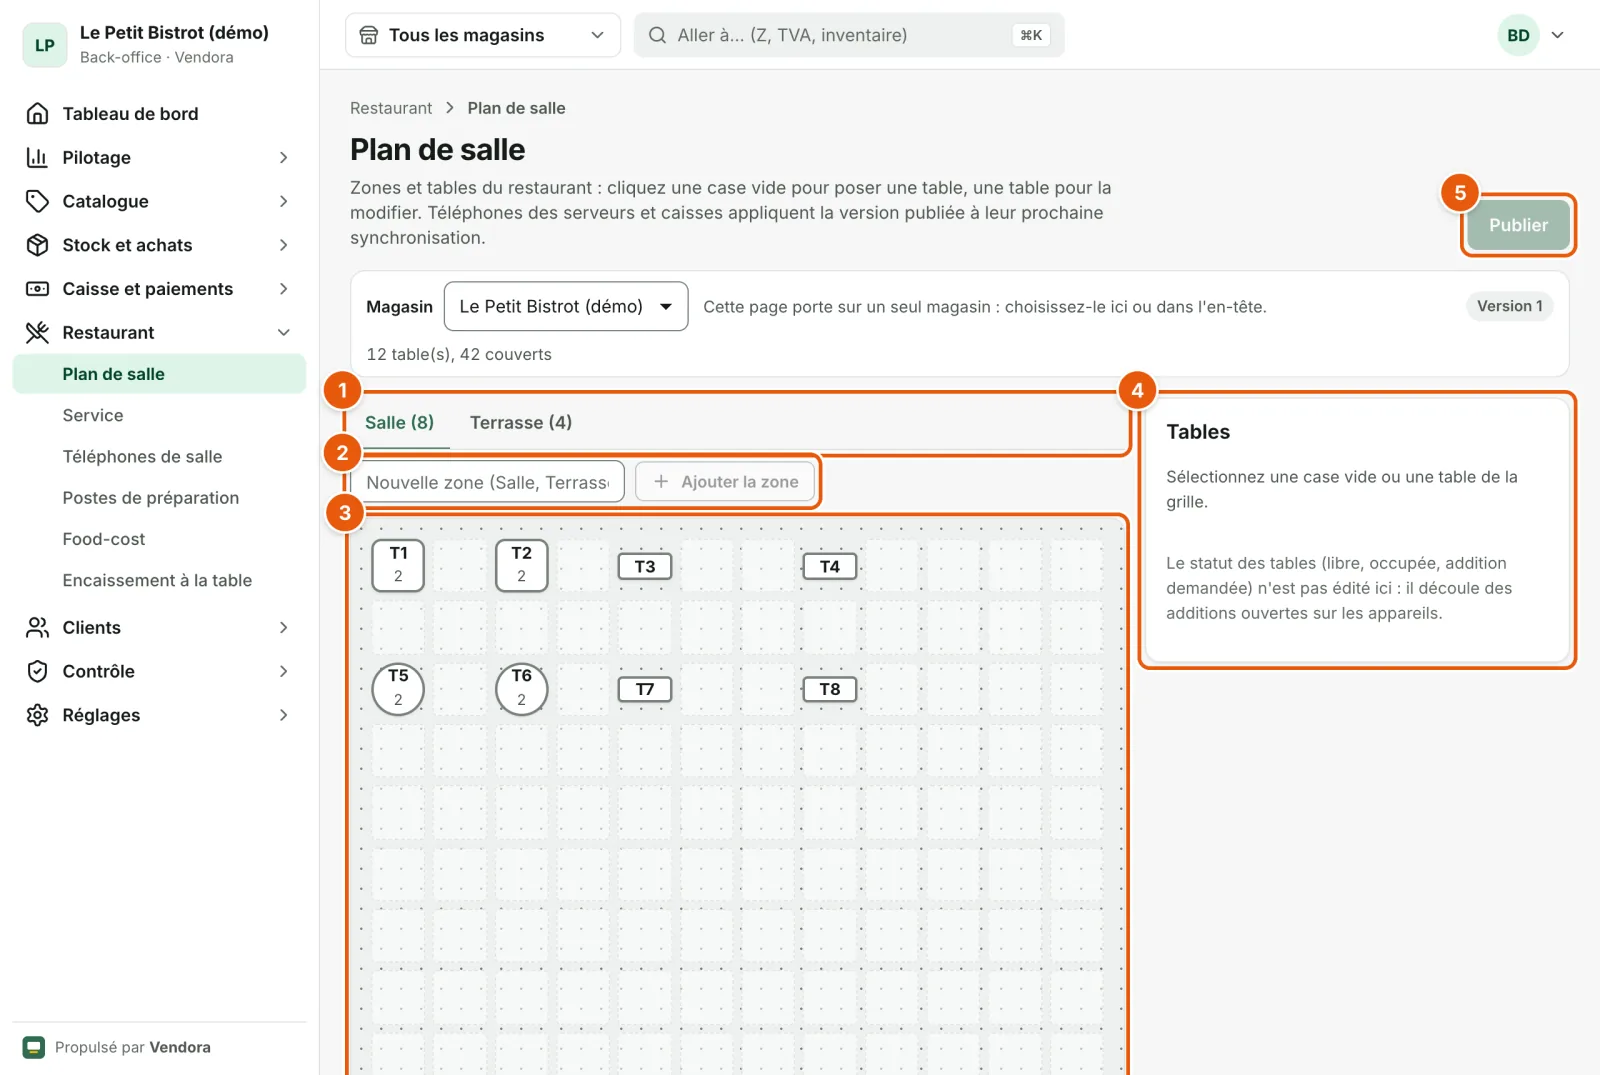 LP
Le Petit Bistrot (démo)
Back-office · Vendora
Tous les magasins
Aller à... (Z, TVA, inventaire)
⌘K
BD
Tableau de bord
Pilotage
Catalogue
Stock et achats
Caisse et paiements
Restaurant
Plan de salle
Service
Téléphones de salle
Postes de préparation
Food-cost
Encaissement à la table
Clients
Contrôle
Réglages
Propulsé par Vendora
Restaurant > Plan de salle
Plan de salle
Zones et tables du restaurant : cliquez une case vide pour poser une table, une table pour la
modifier. Téléphones des serveurs et caisses appliquent la version publiée à leur prochaine
synchronisation.
5
Publier
Magasin
Le Petit Bistrot (démo)
Cette page porte sur un seul magasin : choisissez-le ici ou dans l'en-tête.
Version 1
12 table(s), 42 couverts
1
Salle (8)
Terrasse (4)
2
Nouvelle zone (Salle, Terrass
+ Ajouter la zone
3
T1
2
T2
2
T3
T4
T5
2
T6
2
T7
T8
4
Tables
Sélectionnez une case vide ou une table de la
grille.
Le statut des tables (libre, occupée, addition
demandée) n'est pas édité ici : il découle des
additions ouvertes sur les appareils.